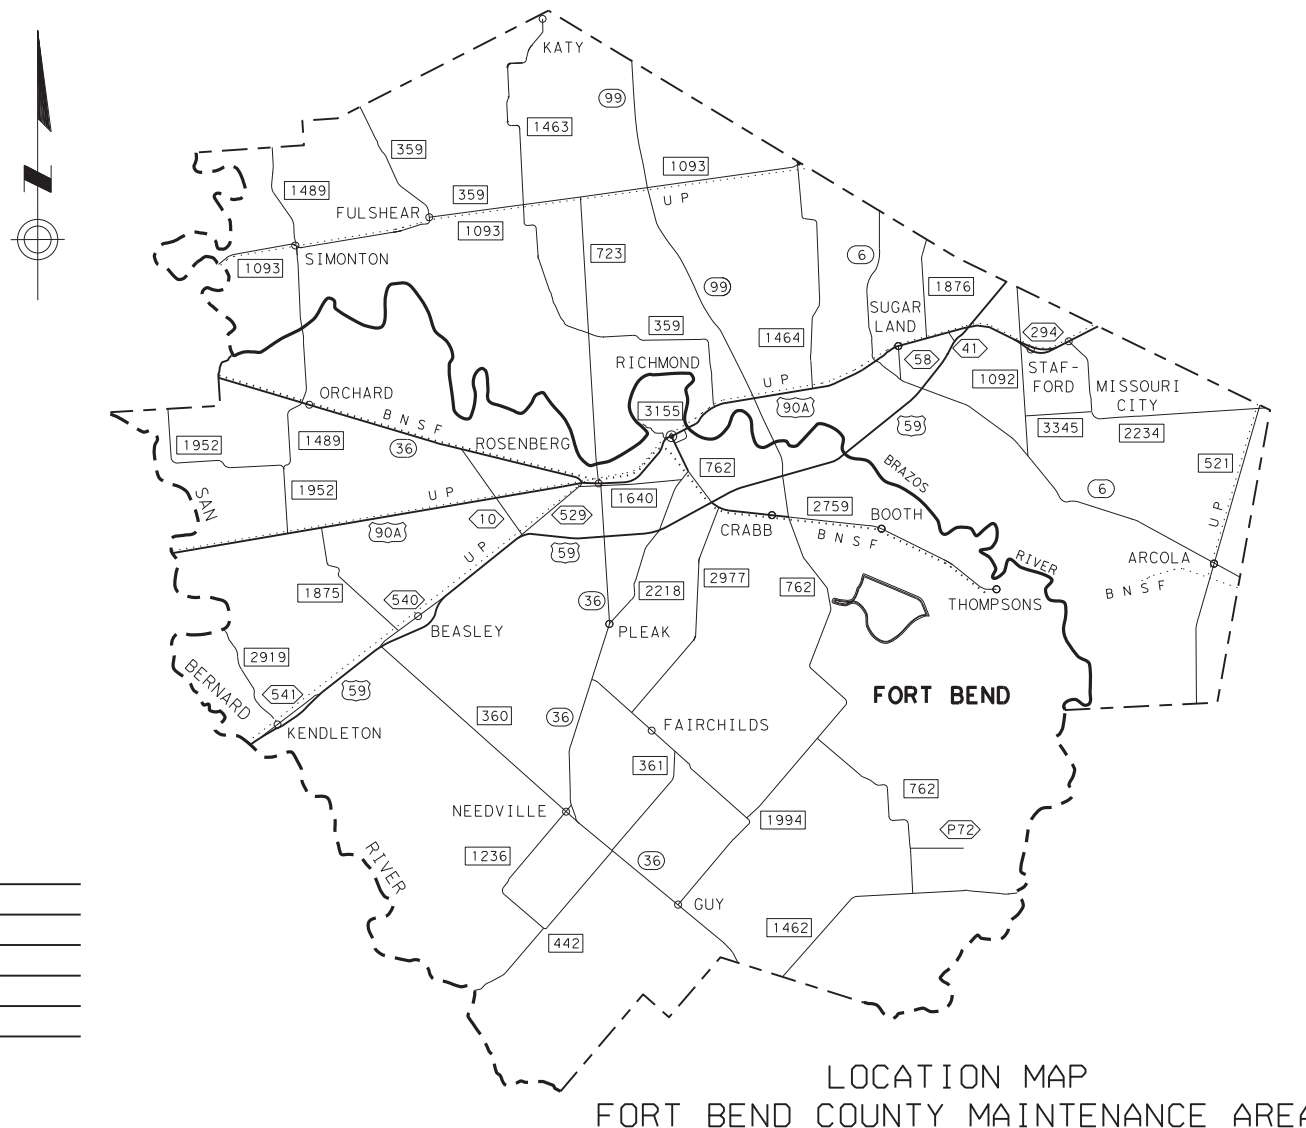 KATY
99
1463
359
1093
359
1489
UP
FULSHEAR
1093
723
6
1093
SIMONTON
99
1876
SUGAR
LAND
359
1464
294
RICHMOND
58
41
UP
STAF-
FORD
1092
MISSOURI
CITY
ORCHARD
90A
3155
BNSF
59
3345
2234
1952
1489
36
ROSENBERG
762
BRAZOS
521
1952
UP
SAN
1640
2759
6
10
529
BOOTH
UP
90A
CRABB
BNSF
59
UP
RIVER
ARCOLA
2977
1875
540
36
2218
762
BNSF
THOMPSONS
BEASLEY
PLEAK
2919
BERNARD
541
59
FORT BEND
360
36
FAIRCHILDS
KENDLETON
361
762
NEEDVILLE
1994
P72
1236
36
RIVER
GUY
1462
442
LOCATION MAP
FORT BEND COUNTY MAINTENANCE AREA
N